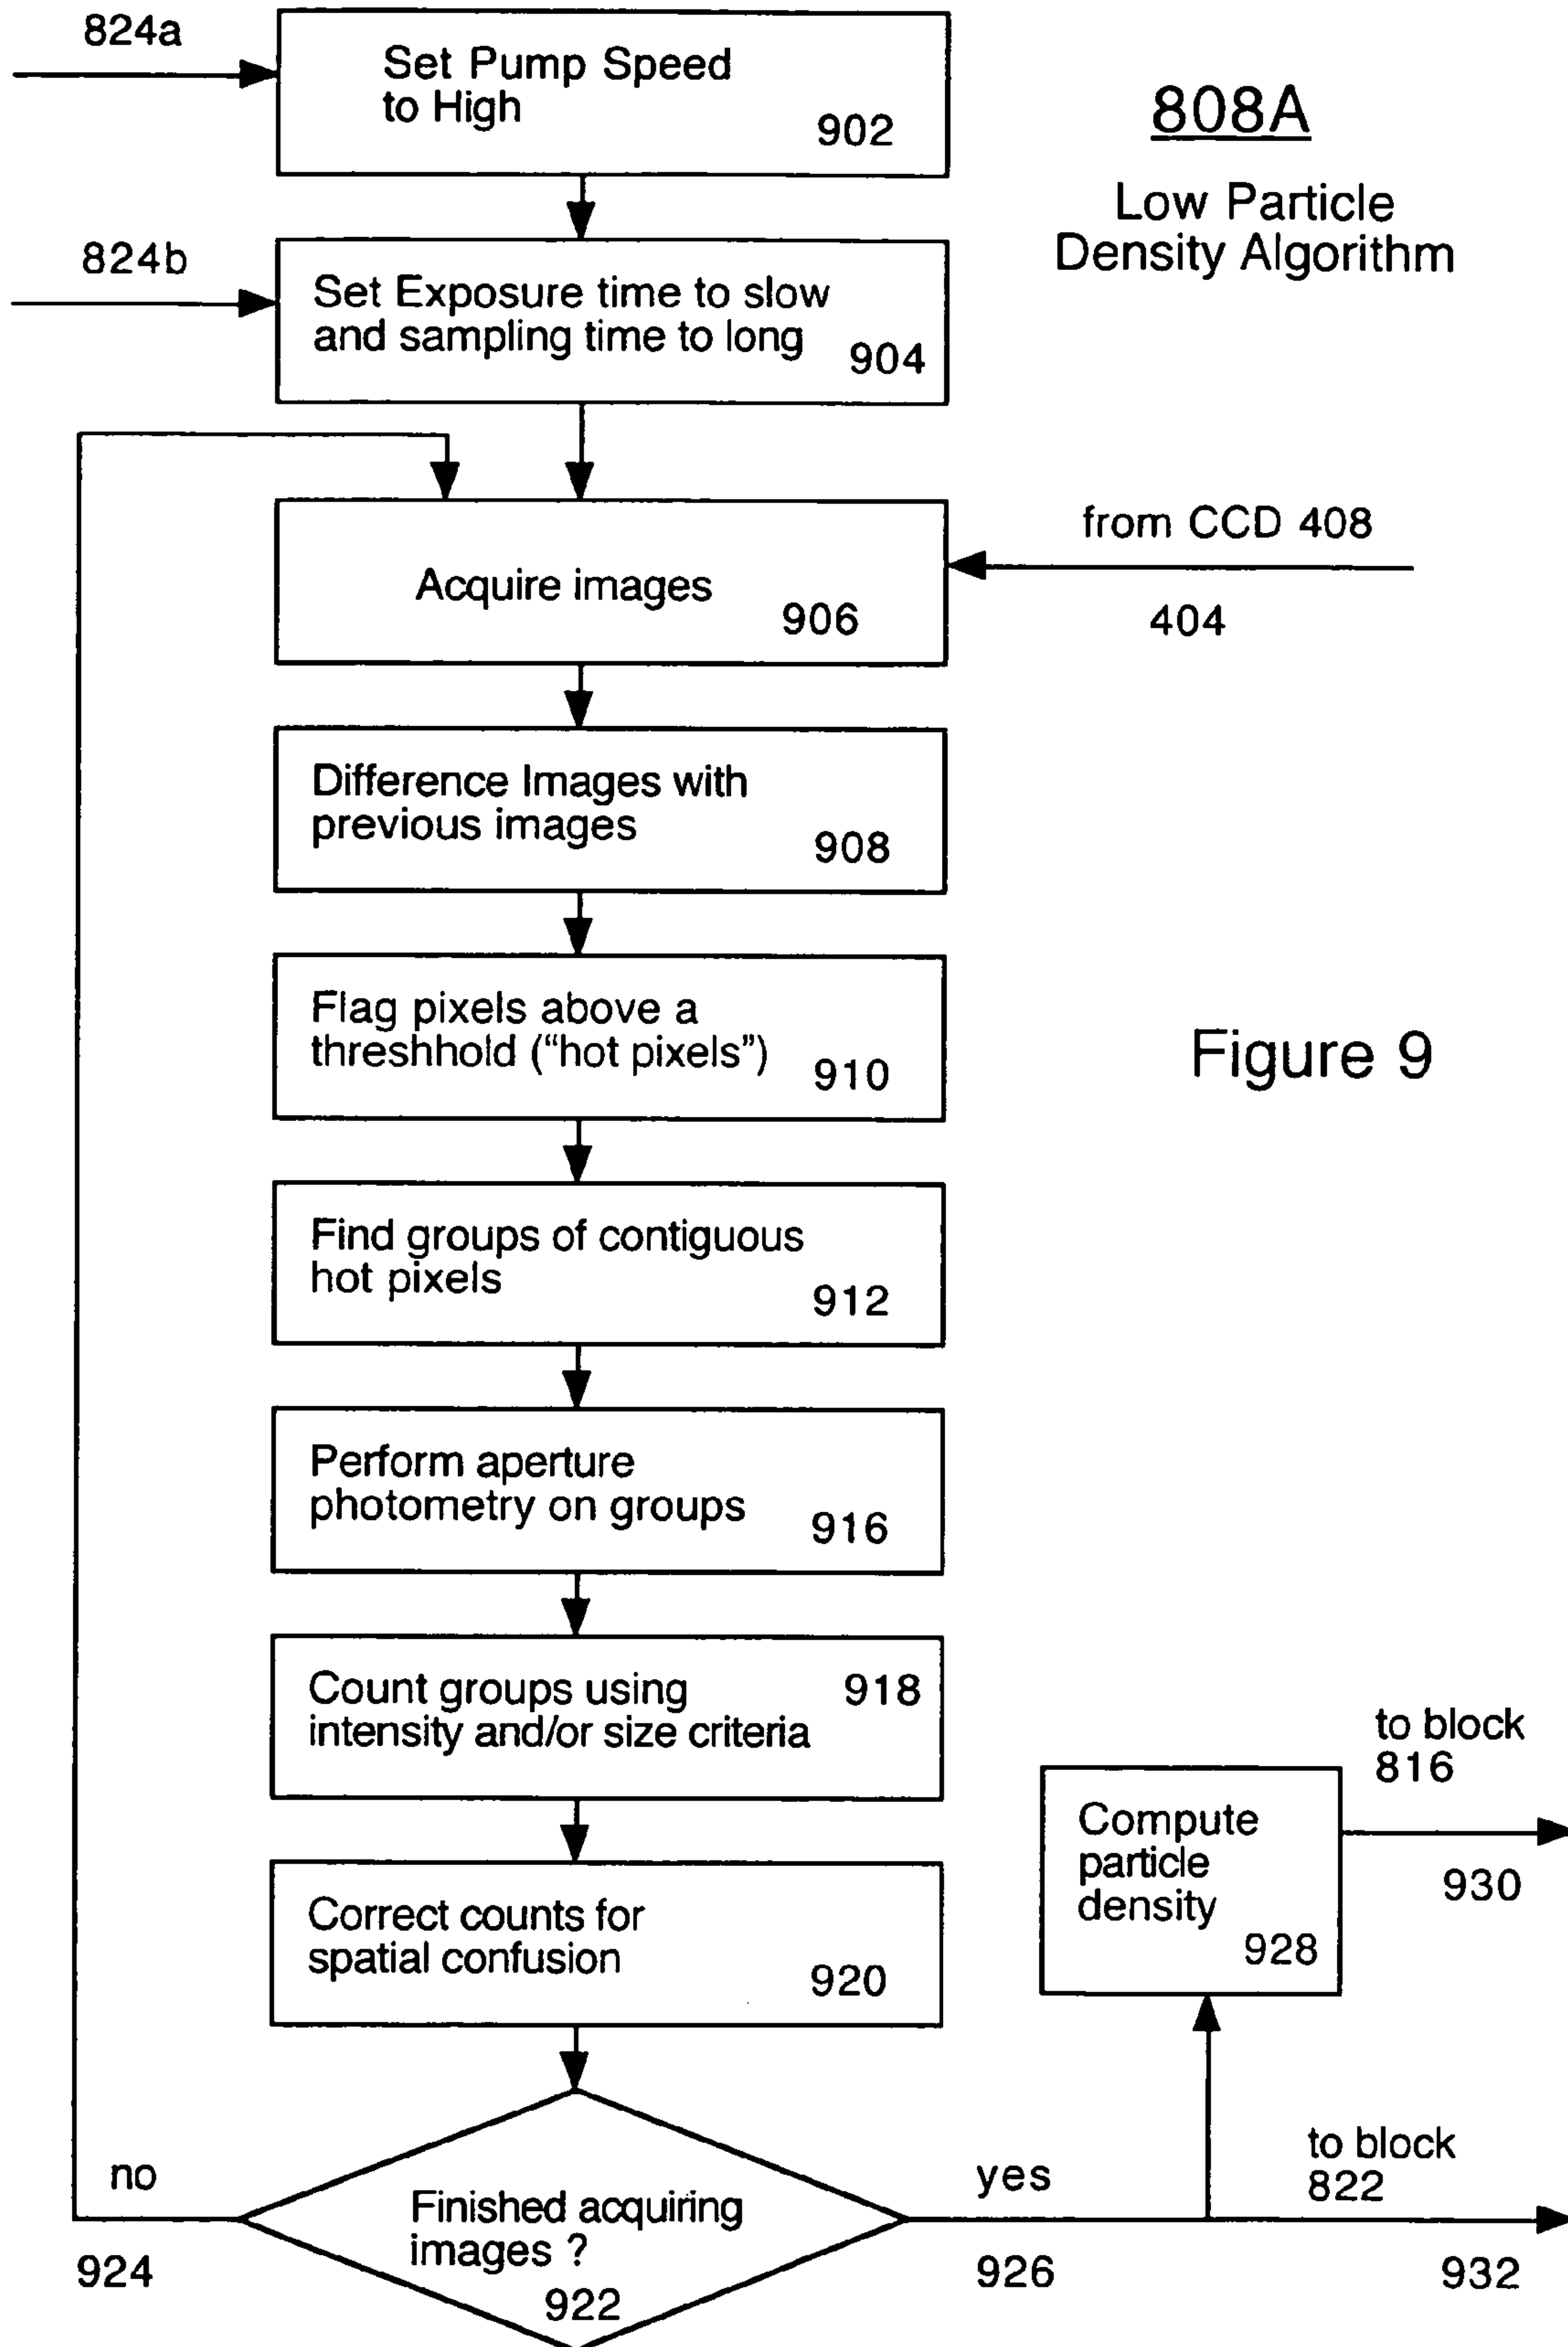 824a
Set Pump Speed
to High
902
808A
Low Particle
Density Algorithm
824b
Set Exposure time to slow
and sampling time to long
904
from CCD 408
404
Acquire images
906
Difference Images with
previous images
908
Flag pixels above a
threshhold (“hot pixels”)
910
Figure 9
Find groups of contiguous
hot pixels
912
Perform aperture
photometry on groups
916
Count groups using
intensity and/or size criteria
918
Correct counts for
spatial confusion
920
Compute
particle
density
928
to block
816
930
no
924
Finished acquiring
images ?
922
yes
926
to block
822
932